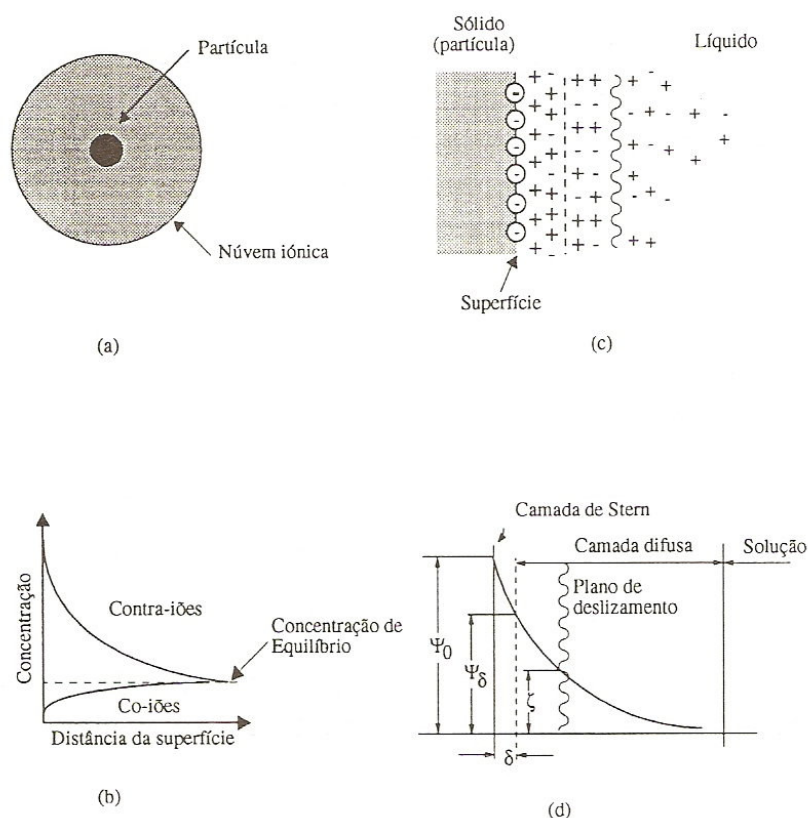 Partícula
Núvem iónica
(a)
Sólido
(partícula)
Líquido
Superfície
(c)
Concentração
Contra-iões
Concentração de
Equilíbrio
Co-iões
Distância da superfície
(b)
Camada de Stern
Camada difusa
Solução
Plano de
deslizamento
Ψ0
Ψδ
ζ
δ
(d)